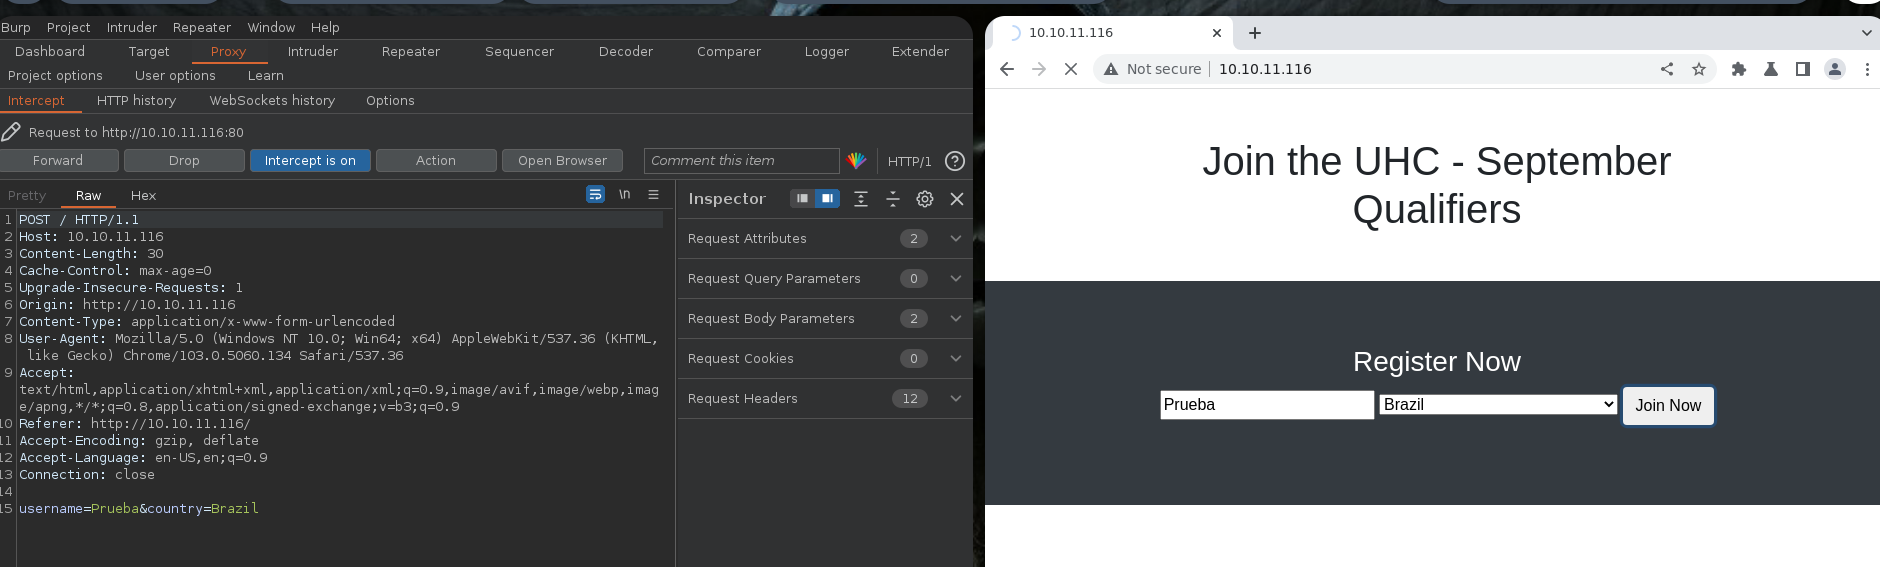 Burp Project Intruder Repeater Window Help
Dashboard Target Proxy Intruder Repeater Sequencer Decoder Comparer Logger Extender
Project options User options Learn
Intercept HTTP history WebSockets history Options
Request to http://10.10.11.116:80
Forward Drop Intercept is on Action Open Browser Comment this item HTTP/1 ?
Pretty Raw Hex \n
1 POST / HTTP/1.1
2 Host: 10.10.11.116
3 Content-Length: 30
4 Cache-Control: max-age=0
5 Upgrade-Insecure-Requests: 1
6 Origin: http://10.10.11.116
7 Content-Type: application/x-www-form-urlencoded
8 User-Agent: Mozilla/5.0 (Windows NT 10.0; Win64; x64) AppleWebKit/537.36 (KHTML,
like Gecko) Chrome/103.0.5060.134 Safari/537.36
9 Accept:
text/html,application/xhtml+xml,application/xml;q=0.9,image/avif,image/webp,imag
e/apng,*/*;q=0.8,application/signed-exchange;v=b3;q=0.9
10 Referer: http://10.10.11.116/
11 Accept-Encoding: gzip, deflate
12 Accept-Language: en-US,en;q=0.9
13 Connection: close
14
15 username=Prueba&country=Brazil
Inspector
Request Attributes 2
Request Query Parameters 0
Request Body Parameters 2
Request Cookies 0
Request Headers 12
10.10.11.116
Not secure 10.10.11.116
Join the UHC - September
Qualifiers
Register Now
Prueba Brazil Join Now